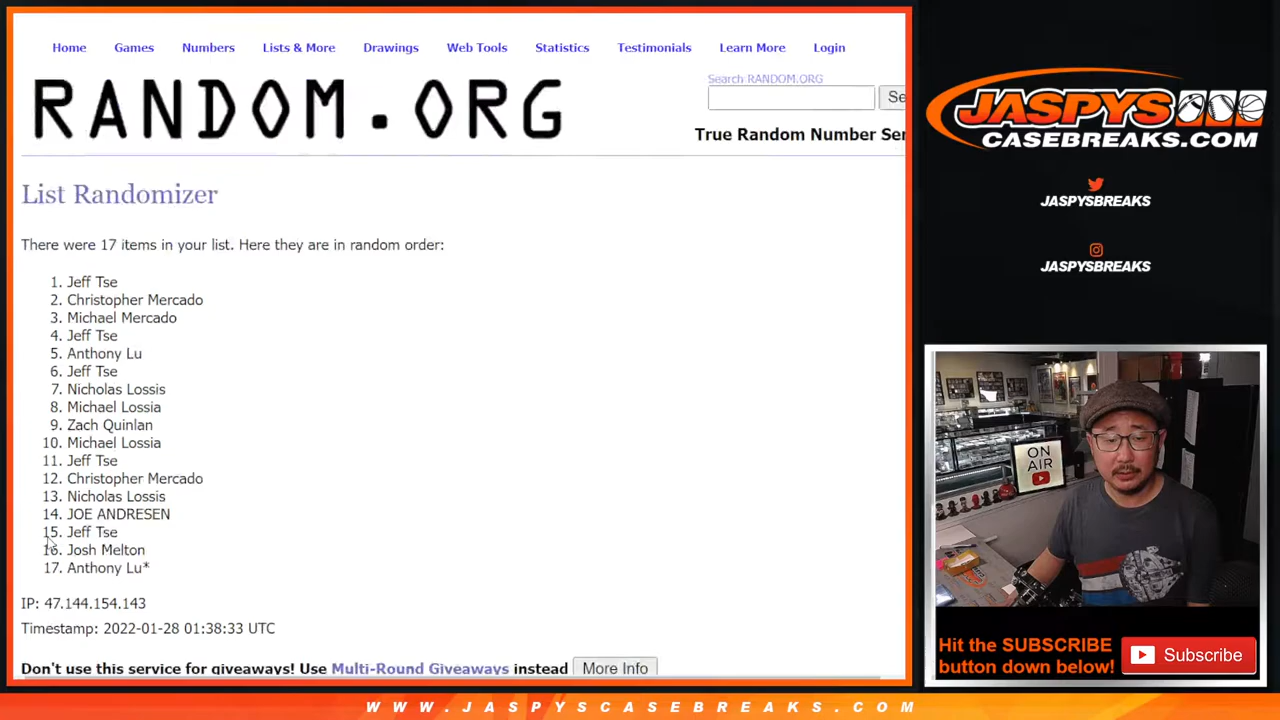 Home Games Numbers Lists & More Drawings Web Tools Statistics Testimonials Learn More Login
Search RANDOM.ORG
RANDOM.ORG
Se
True Random Number Ser
List Randomizer
There were 17 items in your list. Here they are in random order:
1. Jeff Tse
2. Christopher Mercado
3. Michael Mercado
4. Jeff Tse
5. Anthony Lu
6. Jeff Tse
7. Nicholas Lossis
8. Michael Lossia
9. Zach Quinlan
10. Michael Lossia
11. Jeff Tse
12. Christopher Mercado
13. Nicholas Lossis
14. JOE ANDRESEN
15. Jeff Tse
16. Josh Melton
17. Anthony Lu*
IP: 47.144.154.143
Timestamp: 2022-01-28 01:38:33 UTC
Don't use this service for giveaways! Use Multi-Round Giveaways instead More Info
JASPYS
CASEBREAKS.COM
JASPYSBREAKS
JASPYSBREAKS
ON
AIR
Hit the SUBSCRIBE
button down below!
Subscribe
WWW.JASPYSCASEBREAKS.COM